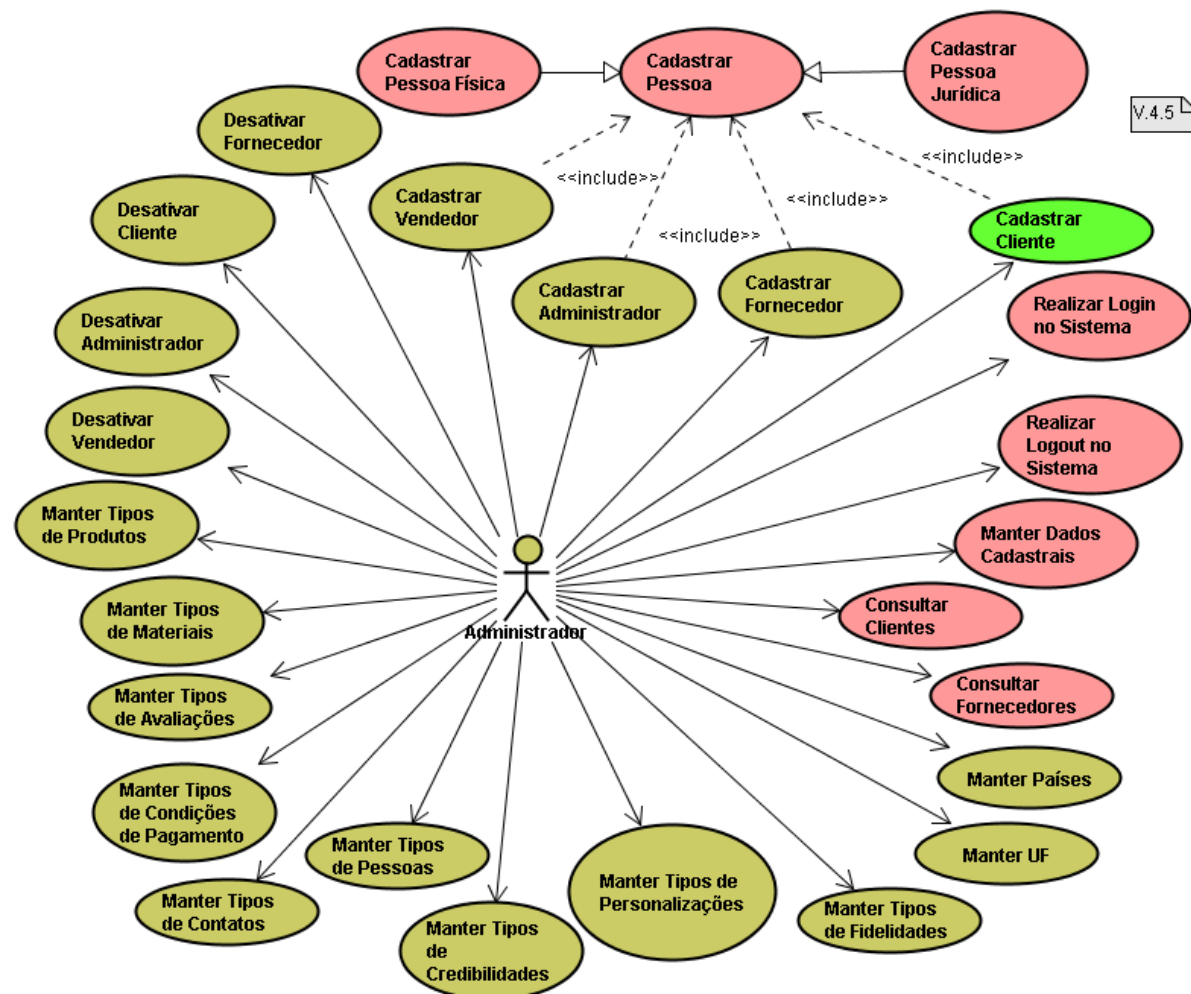 Cadastrar
Pessoa Física
Cadastrar
Pessoa
Cadastrar
Pessoa
Jurídica
V.4.5
Desativar
Fornecedor
Cadastrar
Vendedor
<<include>>
<<include>>
<<include>>
<<include>>
Desativar
Cliente
Cadastrar
Cliente
Cadastrar
Administrador
Cadastrar
Fornecedor
Realizar Login
no Sistema
Desativar
Administrador
Desativar
Vendedor
Realizar
Logout no
Sistema
Manter Tipos
de Produtos
Manter Dados
Cadastrais
Manter Tipos
de Materiais
Administrador
Consultar
Clientes
Manter Tipos
de Avaliações
Consultar
Fornecedores
Manter Tipos
de Condições
de Pagamento
Manter Países
Manter Tipos
de Pessoas
Manter UF
Manter Tipos
de Contatos
Manter Tipos
de
Credibilidades
Manter Tipos de
Personalizações
Manter Tipos
de Fidelidades